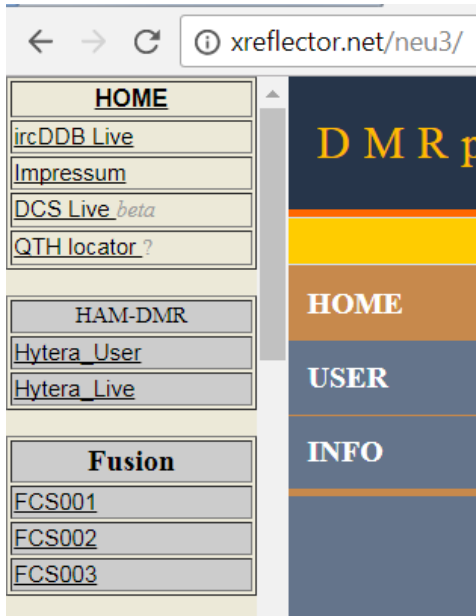 xreflector.net/neu3/
HOME
ircDDB Live
Impressum
DCS Live beta
QTH locator ?
HAM-DMR
Hytera_User
Hytera_Live
Fusion
FCS001
FCS002
FCS003
D M R p
HOME
USER
INFO